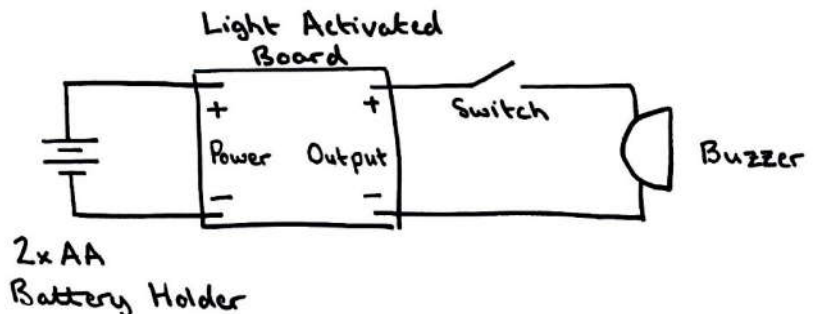 Light Activated
Board
+ +
Switch
Power Output
Buzzer
- -
2x AA
Battery Holder